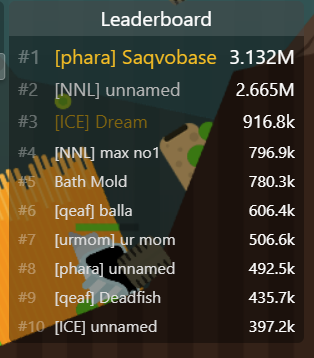 Leaderboard
#1 [phara] Saqvobase 3.132M
#2 [NNL] unnamed 2.665M
#3 [ICE] Dream 916.8k
#4 [NNL] max no1 796.9k
#5 Bath Mold 780.3k
#6 [qeaf] balla 606.4k
#7 [urmom] ur mom 506.6k
#8 [phara] unnamed 492.5k
#9 [qeaf] Deadfish 435.7k
#10 [ICE] unnamed 397.2k